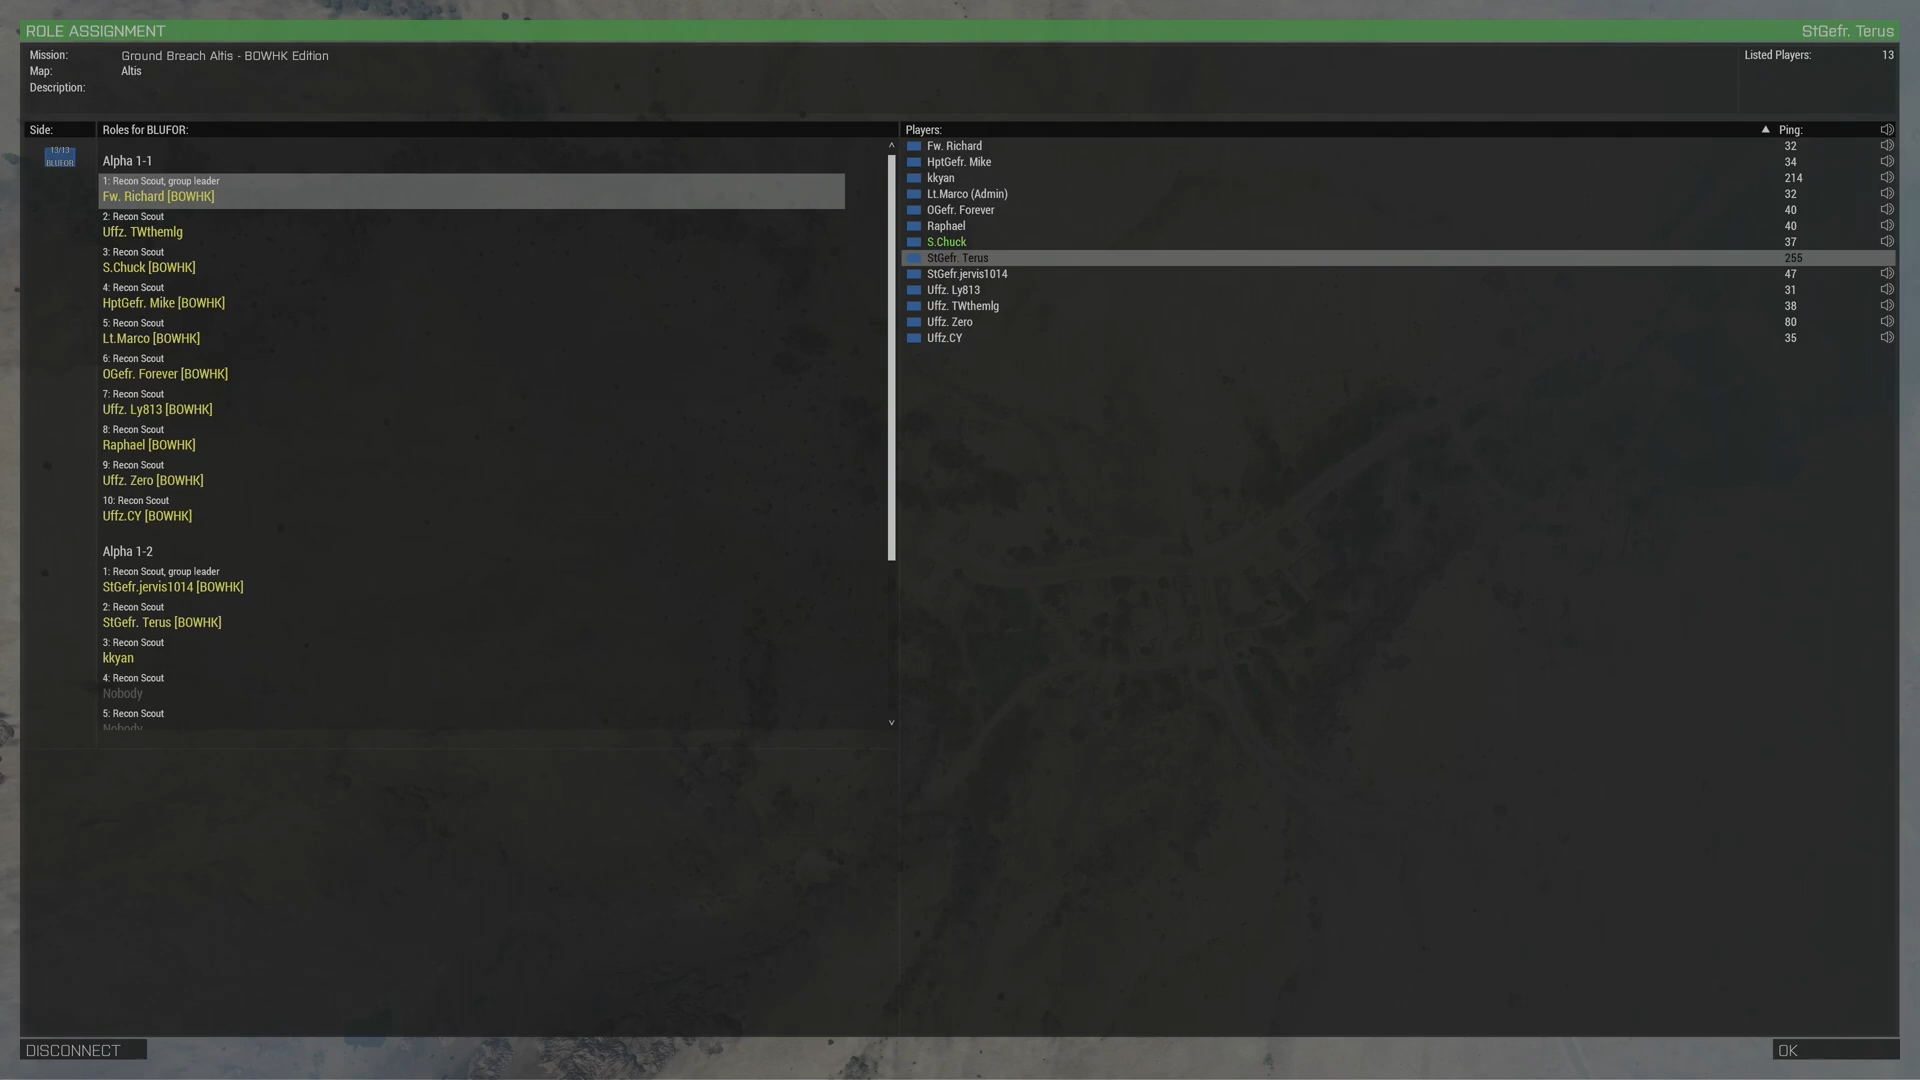 ROLE ASSIGNMENT
StGefr. Terus
Mission: Ground Breach Altis - BOWHK Edition
Listed Players: 13
Map: Altis
Description:
Side:
13/13
BLUFOR
Roles for BLUFOR:
Alpha 1-1
1: Recon Scout, group leader
Fw. Richard [BOWHK]
2: Recon Scout
Uffz. TWthemlg
3: Recon Scout
S.Chuck [BOWHK]
4: Recon Scout
HptGefr. Mike [BOWHK]
5: Recon Scout
Lt.Marco [BOWHK]
6: Recon Scout
OGefr. Forever [BOWHK]
7: Recon Scout
Uffz. Ly813 [BOWHK]
8: Recon Scout
Raphael [BOWHK]
9: Recon Scout
Uffz. Zero [BOWHK]
10: Recon Scout
Uffz.CY [BOWHK]
Alpha 1-2
1: Recon Scout, group leader
StGefr.jervis1014 [BOWHK]
2: Recon Scout
StGefr. Terus [BOWHK]
3: Recon Scout
kkyan
4: Recon Scout
Nobody
5: Recon Scout
Nobody
Players: Ping:
Fw. Richard 32
HptGefr. Mike 34
kkyan 214
Lt.Marco (Admin) 32
OGefr. Forever 40
Raphael 40
S.Chuck 37
StGefr. Terus 255
StGefr.jervis1014 47
Uffz. Ly813 31
Uffz. TWthemlg 38
Uffz. Zero 80
Uffz.CY 35
DISCONNECT
OK